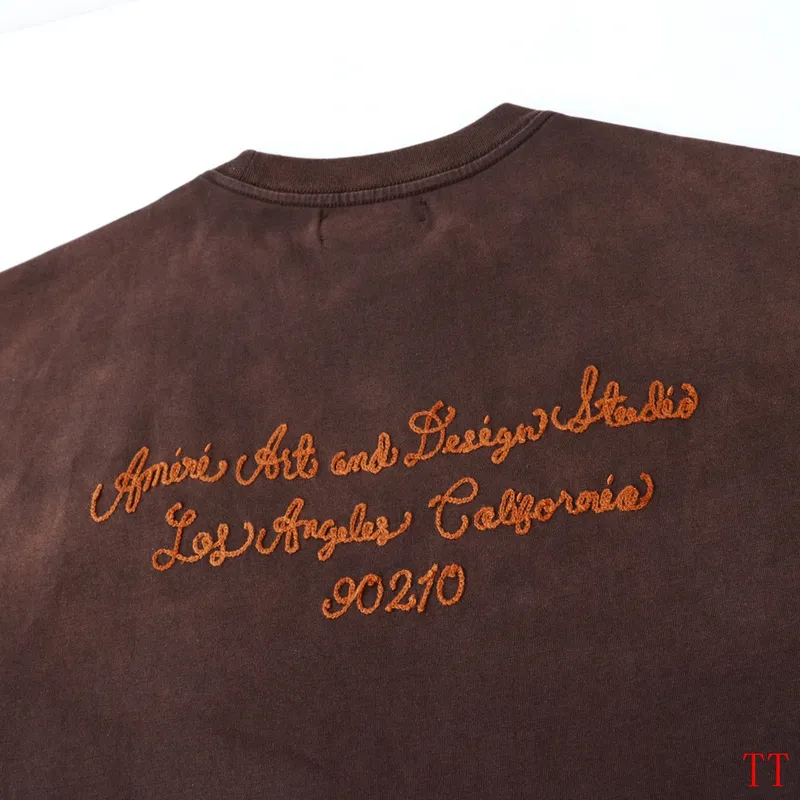 Amiri Art and Design Studio
Los Angeles California
90210
TT